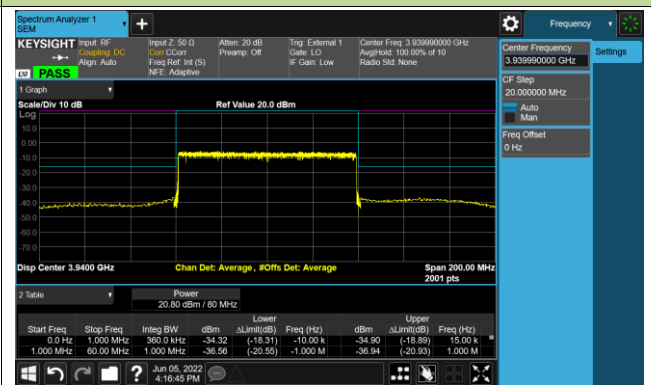 Spectrum Analyzer 1
SEM
Frequency
KEYSIGHT
Input: RF
Coupling: DC
Align: Auto
Input Z: 50 Ω
Corr CCorr
Freq Ref: Int (S)
NFE: Adaptive
Atten: 20 dB
Preamp: Off
Trig: External 1
Gate: LO
IF Gain: Low
Center Freq: 3.939990000 GHz
Avg|Hold: 100.00% of 10
Radio Std: None
LVI
PASS
Center Frequency
3.939990000 GHz
Settings
CF Step
20.000000 MHz
Auto
Man
Freq Offset
0 Hz
1 Graph
Scale/Div 10 dB
Ref Value 20.0 dBm
Log
10.0
0.00
-10.0
-20.0
-30.0
-40.0
-50.0
-60.0
-70.0
Disp Center 3.9400 GHz
Chan Det: Average, #Offs Det: Average
Span 200.00 MHz
2001 pts
2 Table
Power
20.80 dBm / 80 MHz
Lower Upper
Start Freq Stop Freq Integ BW dBm ΔLimit(dB) Freq (Hz) dBm ΔLimit(dB) Freq (Hz)
0.0 Hz 1.000 MHz 360.0 kHz -34.32 (-18.31) -10.00 k -34.90 (-18.89) 15.00 k
1.000 MHz 60.00 MHz 1.000 MHz -36.56 (-20.55) -1.000 M -36.94 (-20.93) 1.000 M
?
Jun 05, 2022
4:16:45 PM